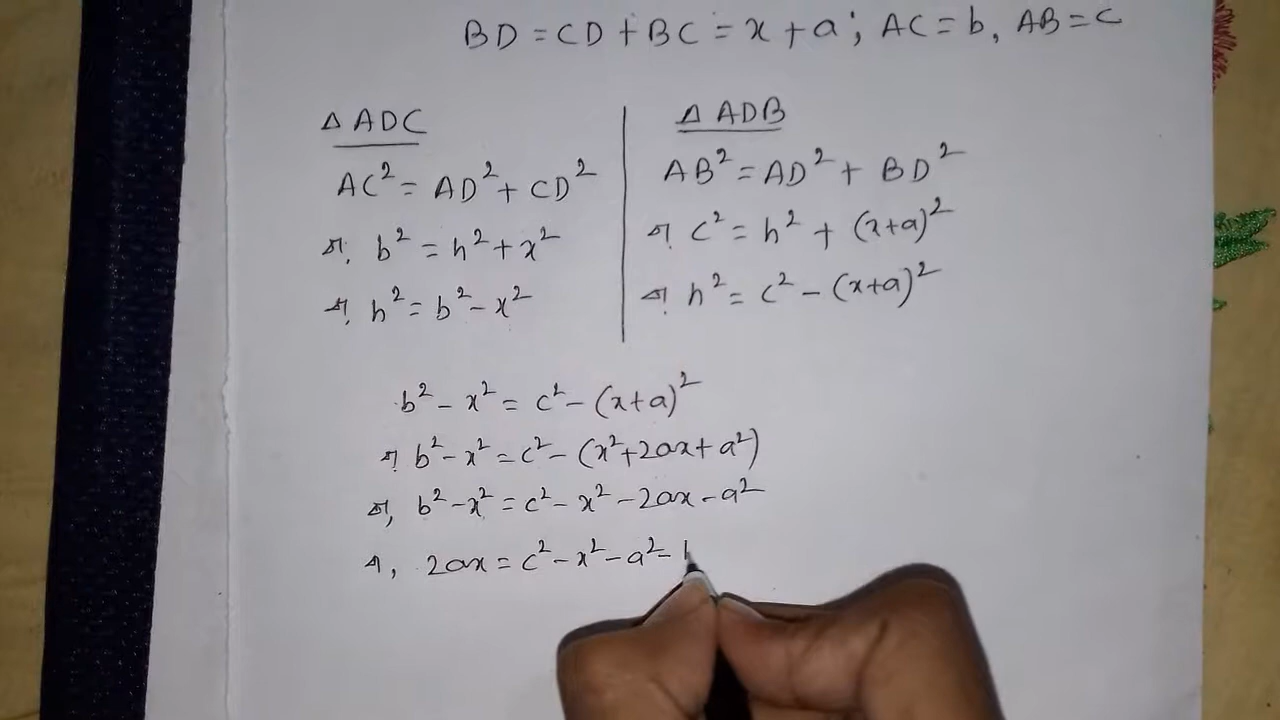 BD = CD + BC = x + a ; AC = b, AB = c
△ ADC
AC² = AD² + CD²
বা, b² = h² + x²
বা, h² = b² - x²
△ ADB
AB² = AD² + BD²
বা c² = h² + (x+a)²
বা h² = c² - (x+a)²
b² - x² = c² - (x+a)²
বা b² - x² = c² - (x² + 2ax + a²)
বা, b² - x² = c² - x² - 2ax - a²
বা, 2ax = c² - x² - a² -